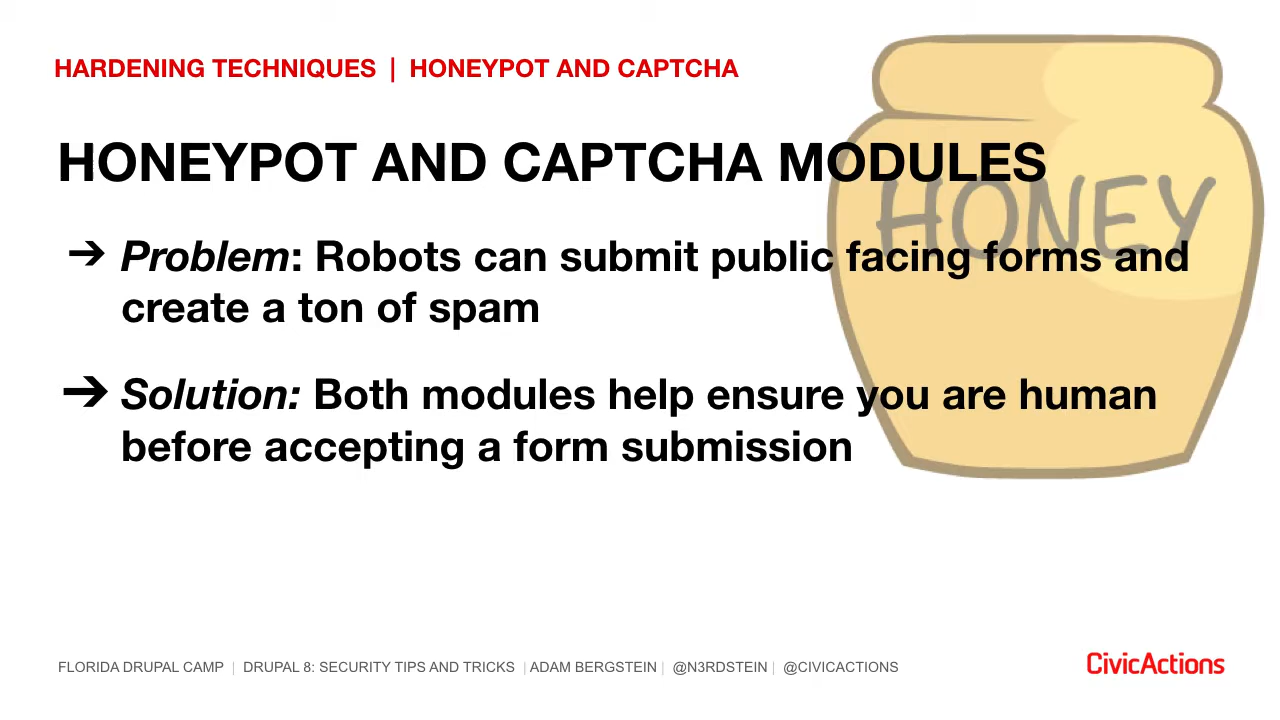 HARDENING TECHNIQUES | HONEYPOT AND CAPTCHA
HONEYPOT AND CAPTCHA MODULES
HONEY
➔ Problem: Robots can submit public facing forms and
create a ton of spam
➔ Solution: Both modules help ensure you are human
before accepting a form submission
FLORIDA DRUPAL CAMP | DRUPAL 8: SECURITY TIPS AND TRICKS | ADAM BERGSTEIN | @N3RDSTEIN | @CIVICACTIONS
CivicActions